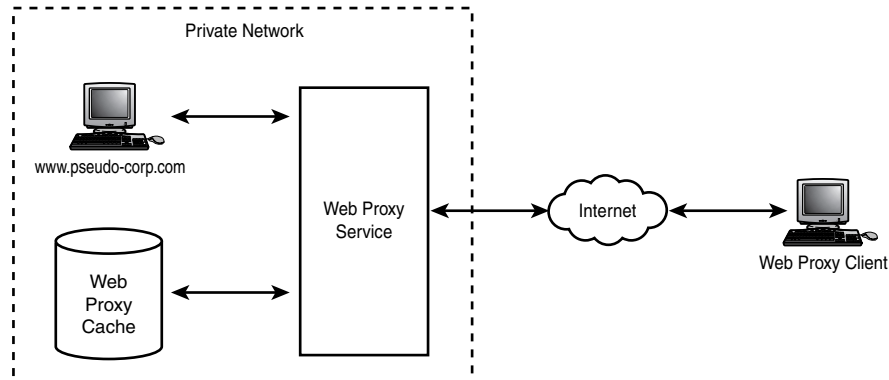 Private Network
www.pseudo-corp.com
Web Proxy
Service
Internet
Web Proxy Client
Web
Proxy
Cache